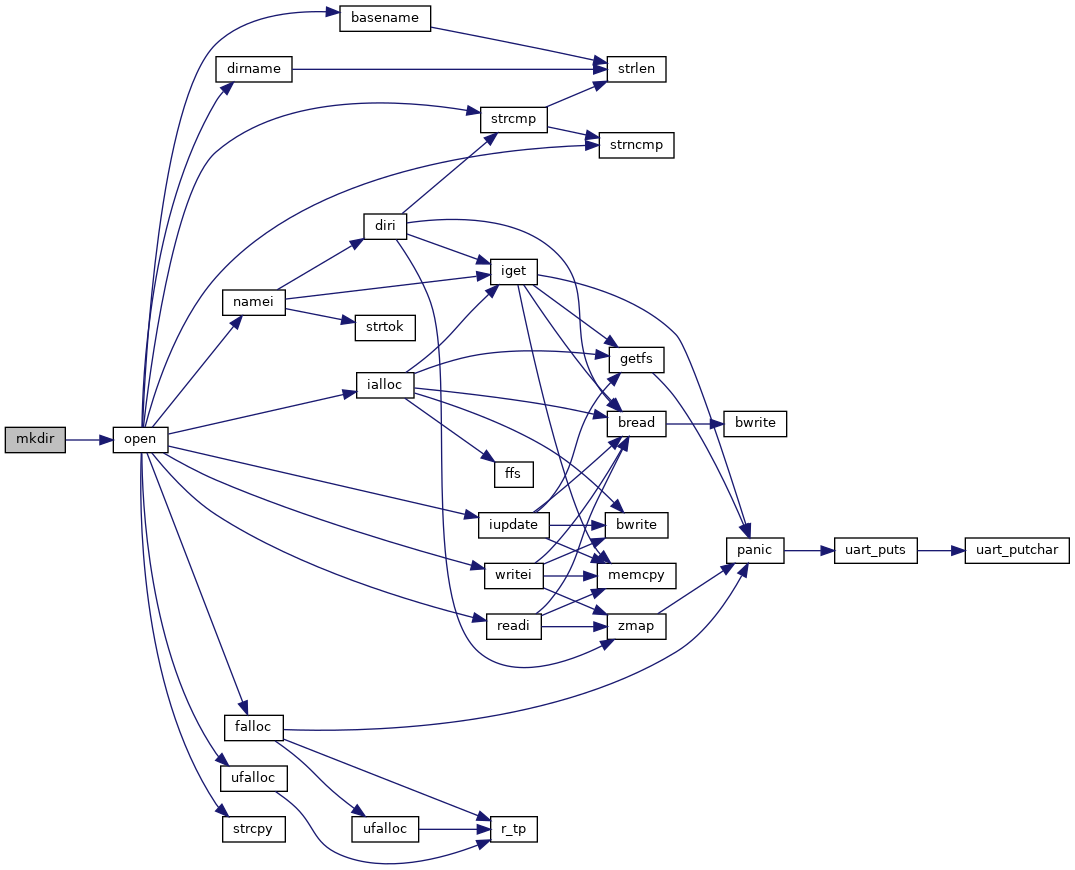 basename
dirname
strlen
strcmp
strncmp
diri
iget
namei
strtok
getfs
ialloc
bread
bwrite
mkdir
open
ffs
iupdate
bwrite
panic
uart_puts
uart_putchar
writei
memcpy
readi
zmap
falloc
ufalloc
strcpy
ufalloc
r_tp